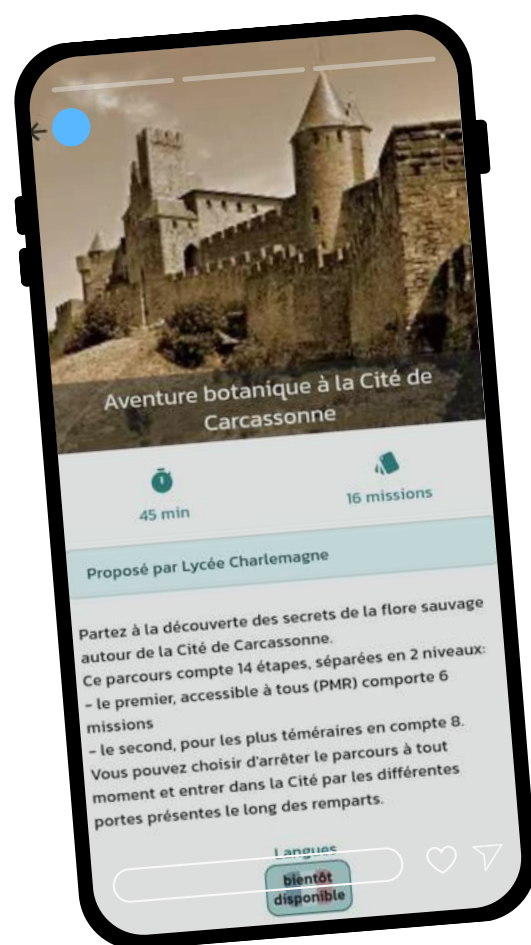 Aventure botanique à la Cité de
Carcassonne
45 min
16 missions
Proposé par Lycée Charlemagne
Partez à la découverte des secrets de la flore sauvage
autour de la Cité de Carcassonne.
Ce parcours compte 14 étapes, séparées en 2 niveaux:
- le premier, accessible à tous (PMR) comporte 6
missions
- le second, pour les plus téméraires en compte 8.
Vous pouvez choisir d'arrêter le parcours à tout
moment et entrer dans la Cité par les différentes
portes présentes le long des remparts.
Langues
bientôt
disponible